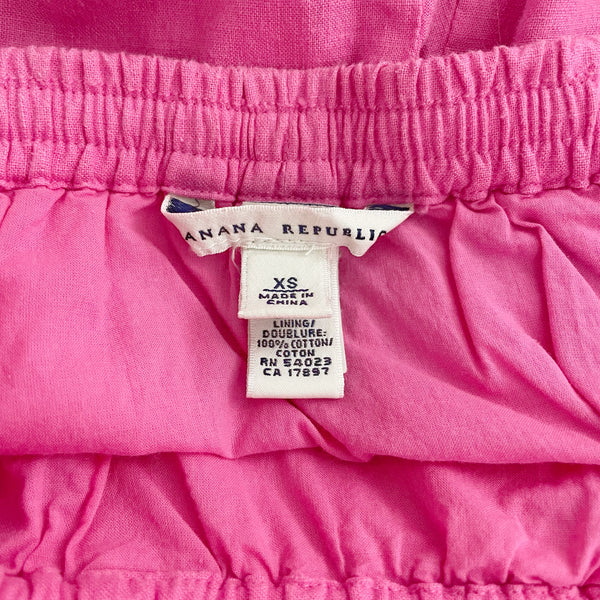 ANANA REPUBLIC
XS
MADE IN
CHINA
LINING/
DOUBLURE:
100% COTTON/
COTON
RN 54023
CA 17897